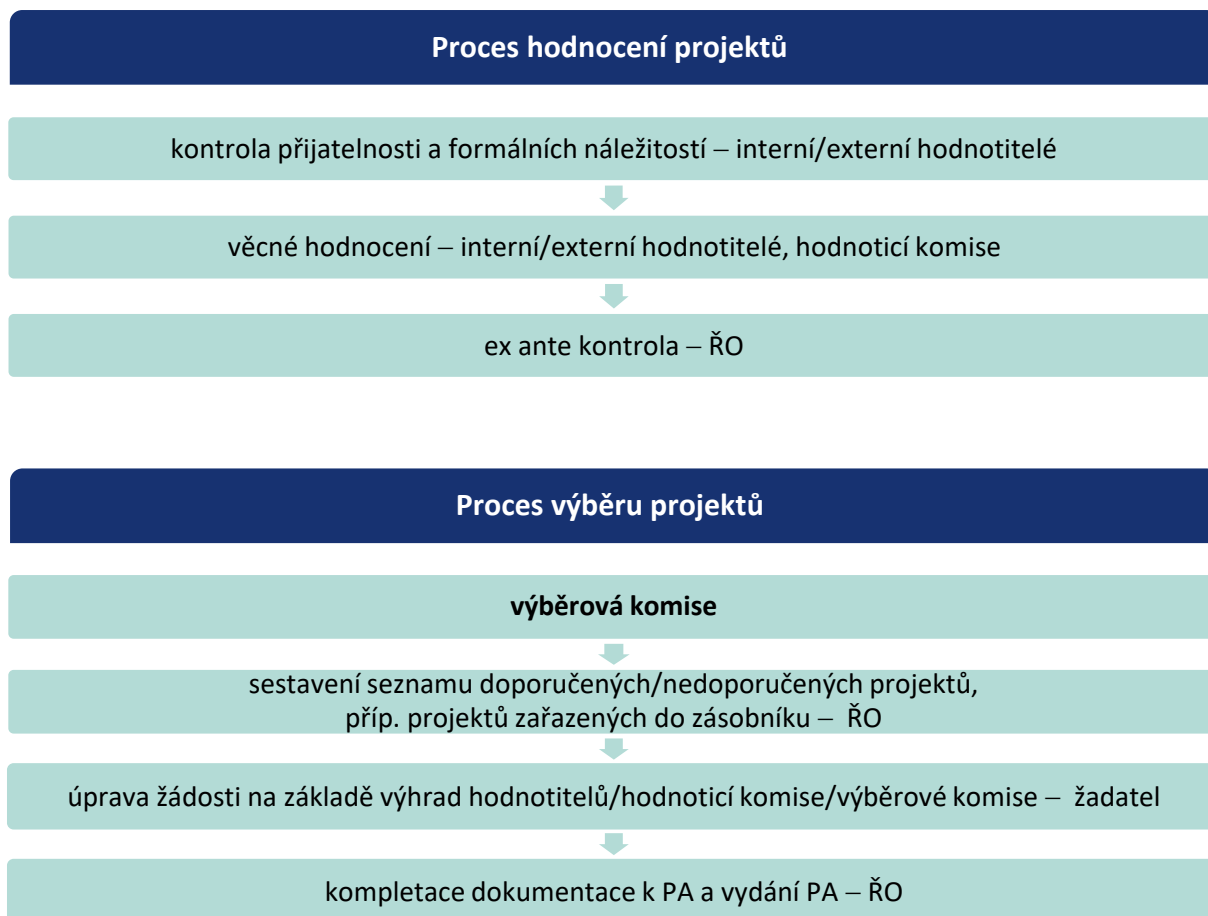 Proces hodnocení projektů
kontrola přijatelnosti a formálních náležitostí – interní/externí hodnotitelé
věcné hodnocení – interní/externí hodnotitelé, hodnoticí komise
ex ante kontrola – ŘO
Proces výběru projektů
výběrová komise
sestavení seznamu doporučených/nedoporučených projektů,
příp. projektů zařazených do zásobníku – ŘO
úprava žádosti na základě výhrad hodnotitelů/hodnoticí komise/výběrové komise – žadatel
kompletace dokumentace k PA a vydání PA – ŘO